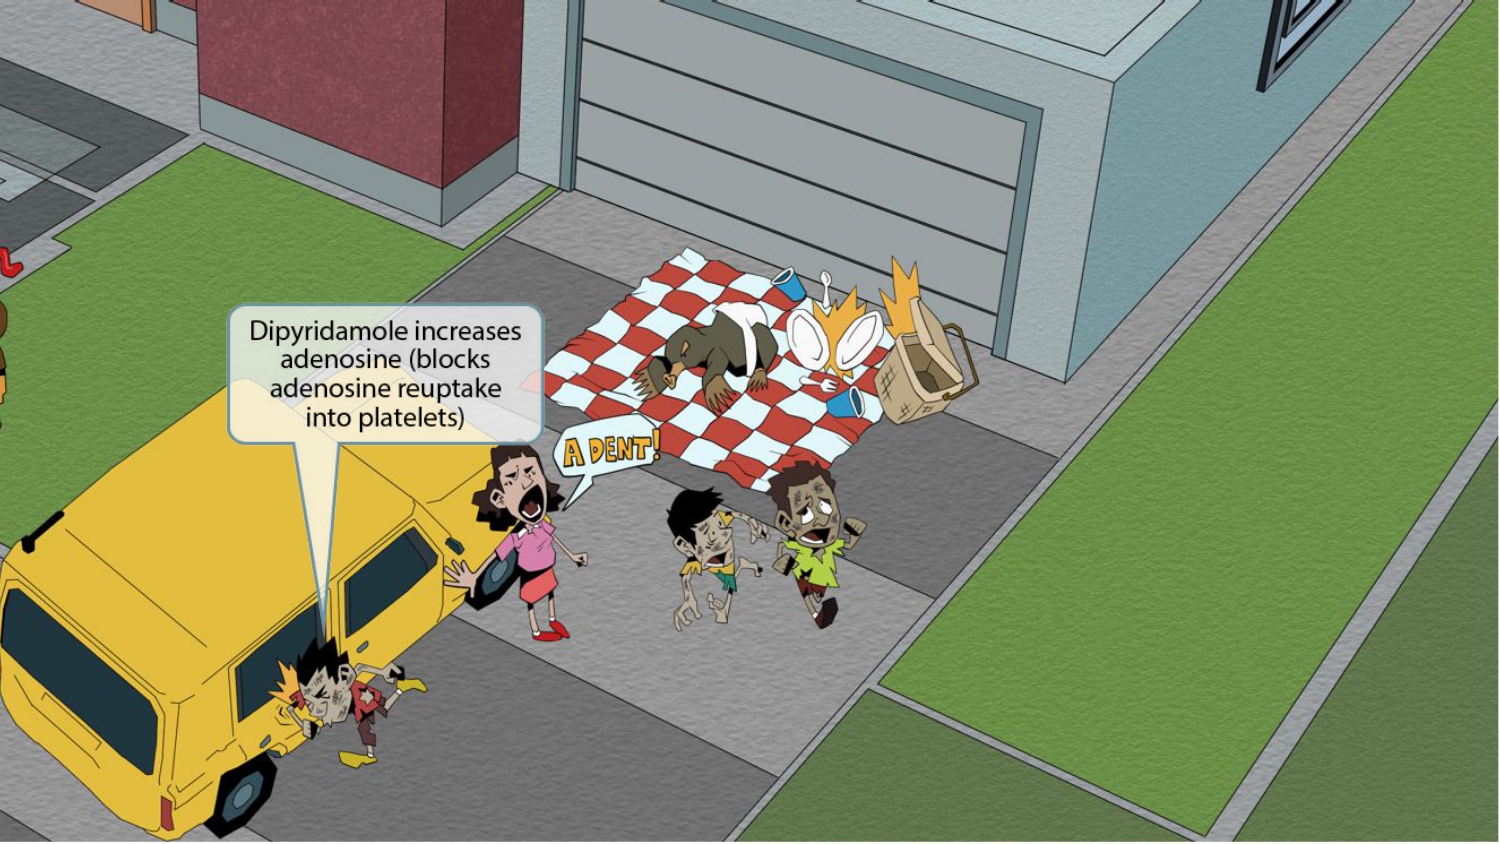 Dipyridamole increases
adenosine (blocks
adenosine reuptake
into platelets)
A DENT!